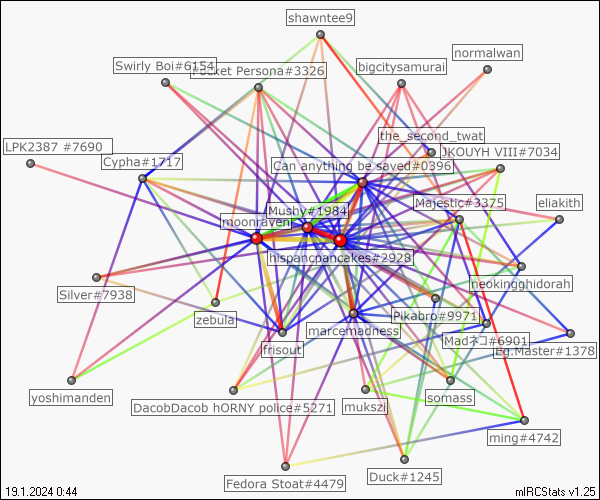 shawntee9
normalwan
Swirly Boi#6154
Pocket Persona#3326
bigcitysamurai
the_second_twat
LPK2387 #7690
Cypha#1717
JKOUYH VIII#7034
Can anything be saved#0396
eliakith
Majestic#3375
Mushy#1984
moonraven
hispanicpancakes#2928
neokingghidorah
Silver#7938
Pikabro#9971
zebula
marcemadness
Madネコ#6901
frisout
Eg.Master#1378
yoshimanden
somass
DacobDacob hORNY police#5271
mukszi
ming#4742
Duck#1245
Fedora Stoat#4479
19.1.2024 0:44
mIRCStats v1.25